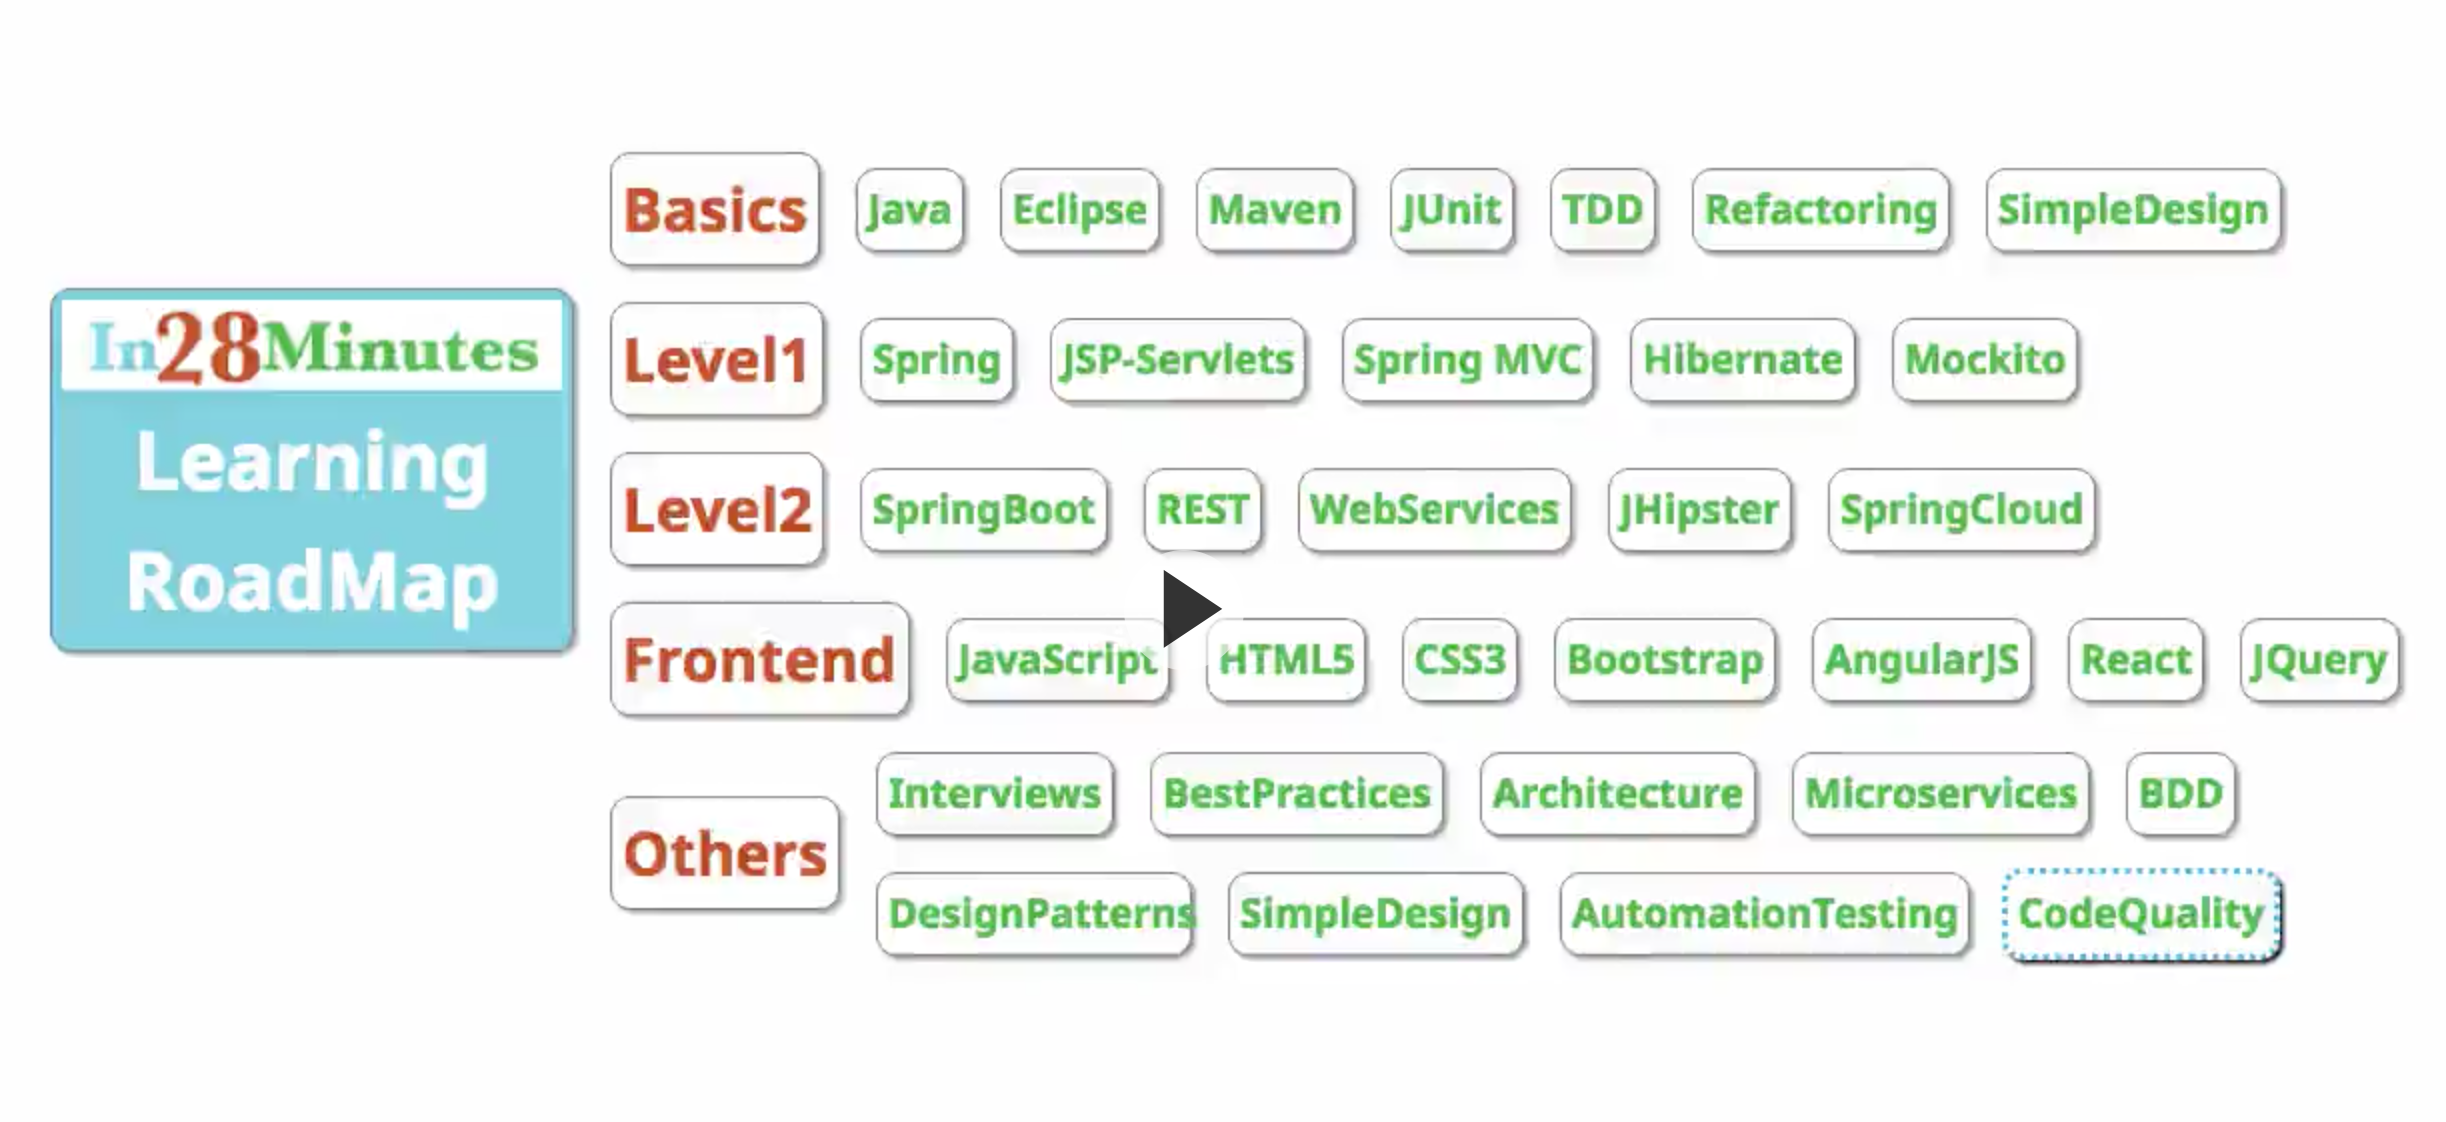 In28Minutes
Learning
RoadMap
Basics Java Eclipse Maven JUnit TDD Refactoring SimpleDesign
Level1 Spring JSP-Servlets Spring MVC Hibernate Mockito
Level2 SpringBoot REST WebServices JHipster SpringCloud
Frontend JavaScript HTML5 CSS3 Bootstrap AngularJS React JQuery
Others
Interviews BestPractices Architecture Microservices BDD
DesignPatterns SimpleDesign AutomationTesting CodeQuality